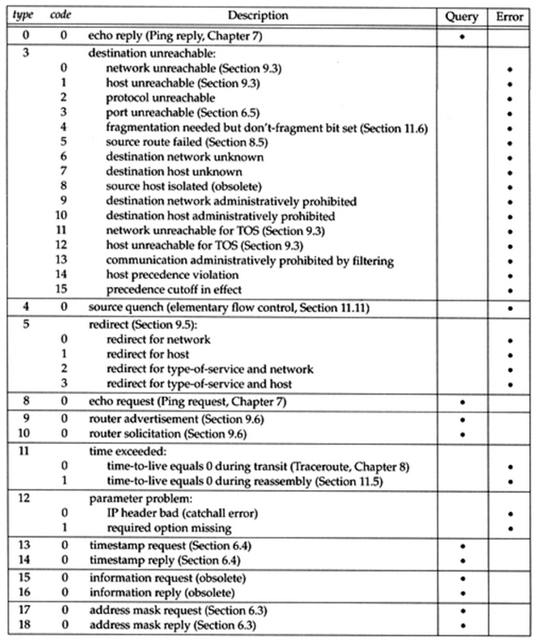 type code Description Query Error
0 0 echo reply (Ping reply, Chapter 7) •
3 destination unreachable:
0 network unreachable (Section 9.3) •
1 host unreachable (Section 9.3) •
2 protocol unreachable •
3 port unreachable (Section 6.5) •
4 fragmentation needed but don't-fragment bit set (Section 11.6) •
5 source route failed (Section 8.5) •
6 destination network unknown •
7 destination host unknown •
8 source host isolated (obsolete) •
9 destination network administratively prohibited •
10 destination host administratively prohibited •
11 network unreachable for TOS (Section 9.3) •
12 host unreachable for TOS (Section 9.3) •
13 communication administratively prohibited by filtering •
14 host precedence violation •
15 precedence cutoff in effect •
4 0 source quench (elementary flow control, Section 11.11) •
5 redirect (Section 9.5):
0 redirect for network •
1 redirect for host •
2 redirect for type-of-service and network •
3 redirect for type-of-service and host •
8 0 echo request (Ping request, Chapter 7) •
9 0 router advertisement (Section 9.6) •
10 0 router solicitation (Section 9.6) •
11 time exceeded:
0 time-to-live equals 0 during transit (Traceroute, Chapter 8) •
1 time-to-live equals 0 during reassembly (Section 11.5) •
12 parameter problem:
0 IP header bad (catchall error) •
1 required option missing •
13 0 timestamp request (Section 6.4) •
14 0 timestamp reply (Section 6.4) •
15 0 information request (obsolete) •
16 0 information reply (obsolete) •
17 0 address mask request (Section 6.3) •
18 0 address mask reply (Section 6.3) •